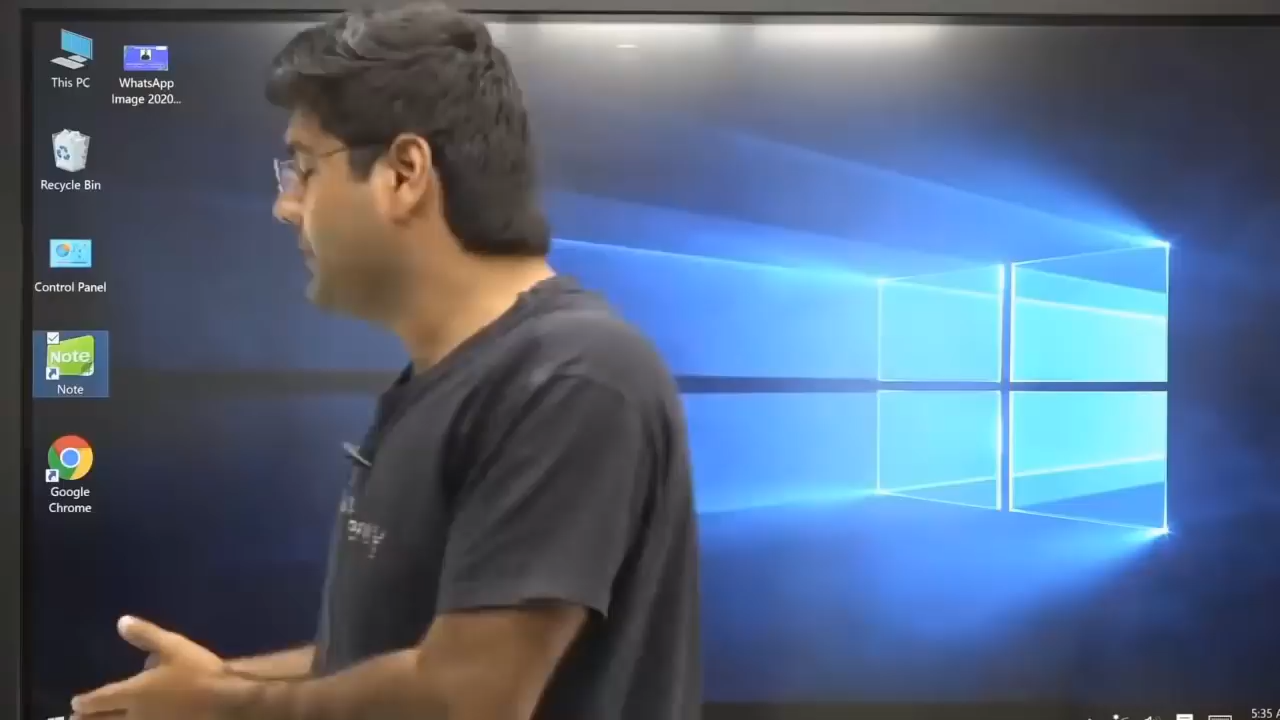 This PC
WhatsApp
Image 2020...
Recycle Bin
Control Panel
Note
Note
Google
Chrome
5:35